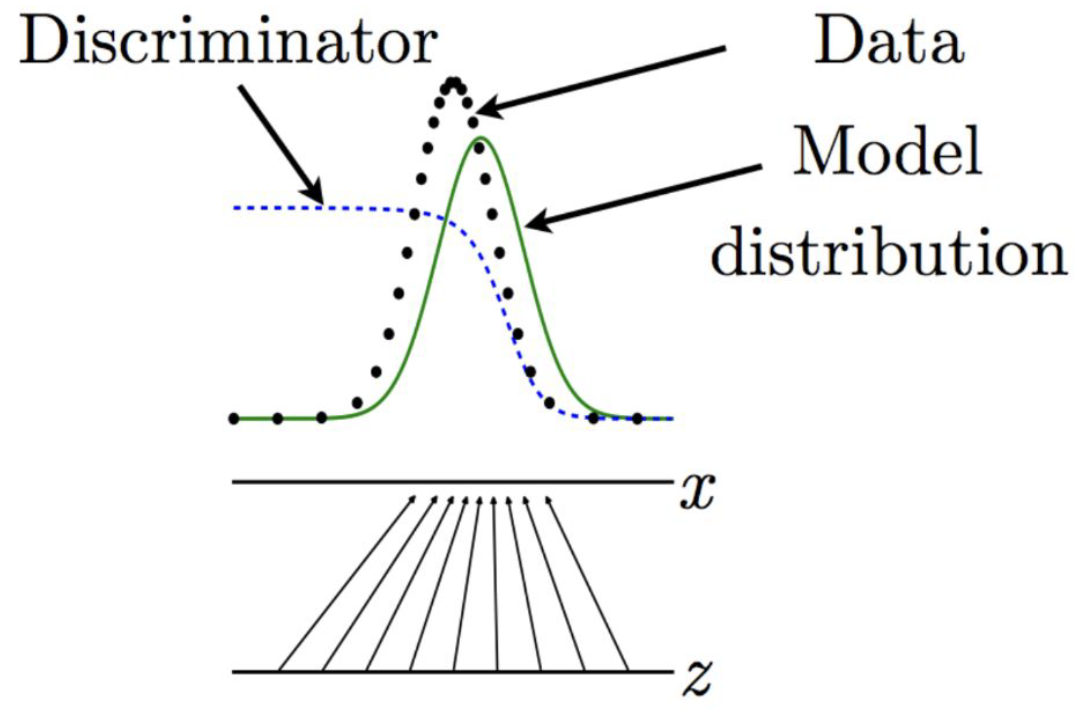 Discriminator
Data
Model
distribution
x
z